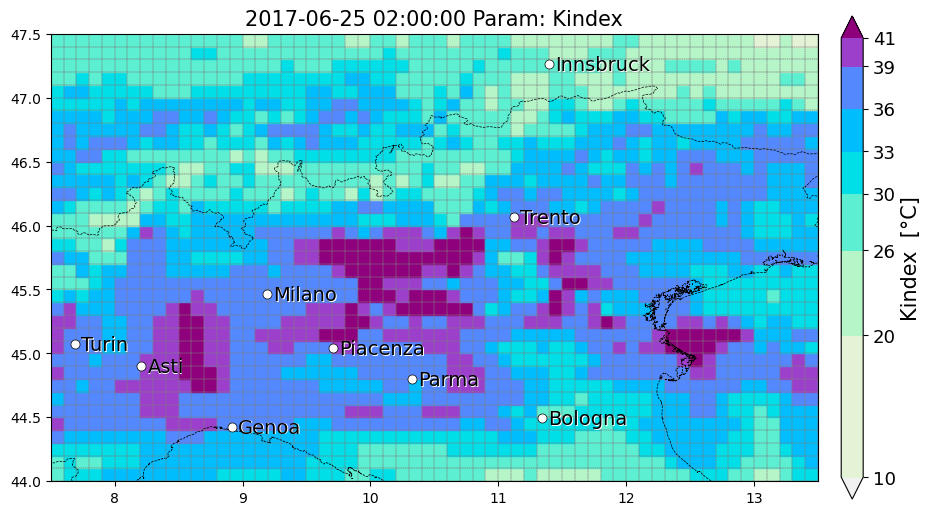 2017-06-25 02:00:00 Param: Kindex
47.5
47.0
46.5
46.0
45.5
45.0
44.5
44.0
8
9
10
11
12
13
Innsbruck
Trento
Milano
Turin
Asti
Piacenza
Parma
Genoa
Bologna
41
39
36
33
30
26
20
10
Kindex [°C]